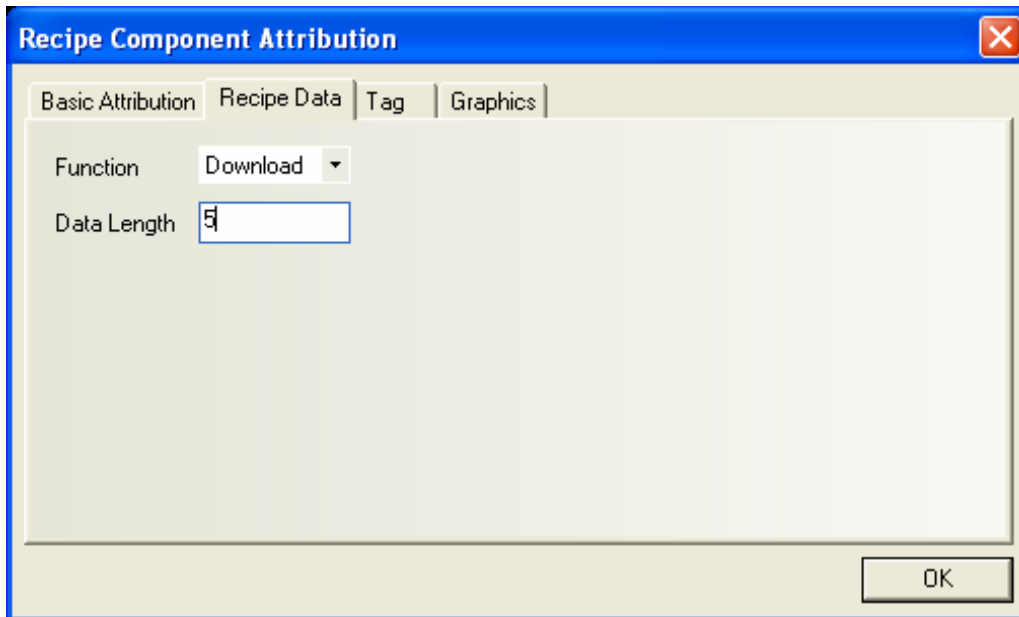 Recipe Component Attribution
Basic Attribution Recipe Data Tag Graphics
Function Download
Data Length 5
OK